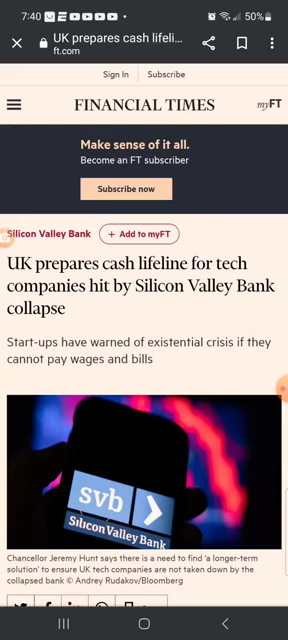 7:40
50%
UK prepares cash lifeli...
ft.com
Sign In
Subscribe
FINANCIAL TIMES
myFT
Make sense of it all.
Become an FT subscriber
Subscribe now
Silicon Valley Bank
+ Add to myFT
UK prepares cash lifeline for tech
companies hit by Silicon Valley Bank
collapse
Start-ups have warned of existential crisis if they
cannot pay wages and bills
svb
Silicon Valley Bank
Chancellor Jeremy Hunt says there is a need to find ‘a longer-term
solution’ to ensure UK tech companies are not taken down by the
collapsed bank © Andrey Rudakov/Bloomberg